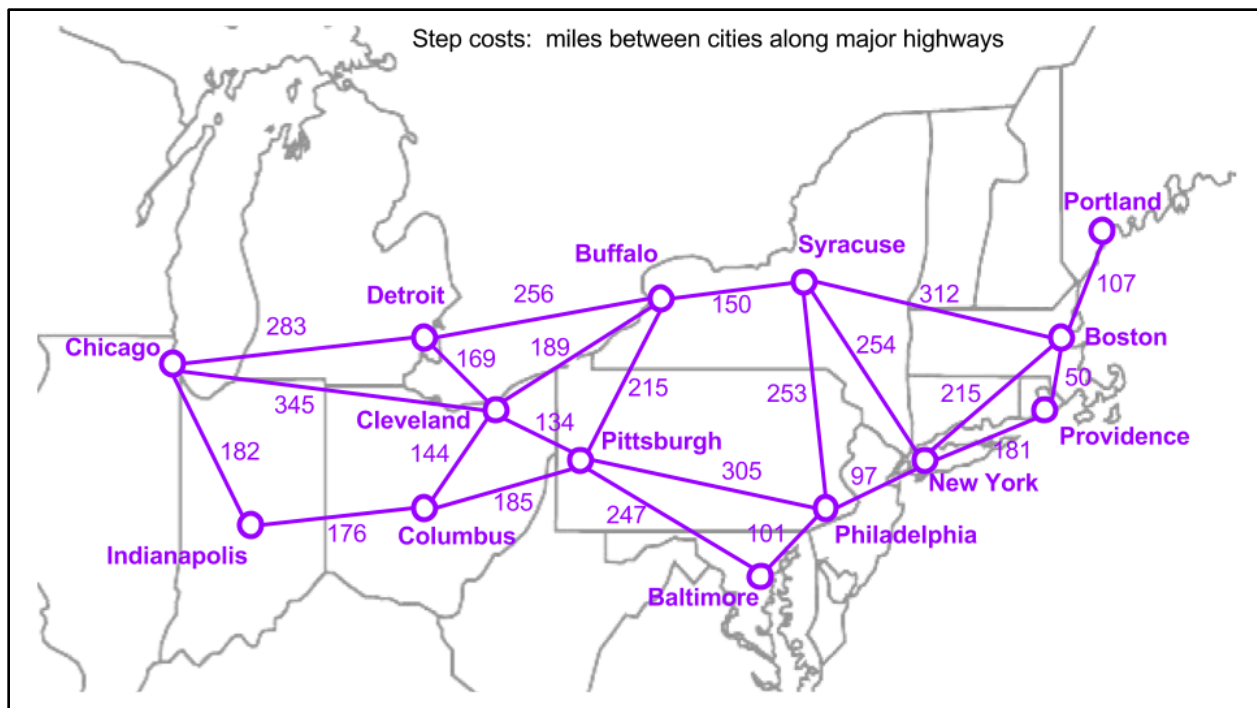 Step costs:  miles between cities along major highways
Portland
Syracuse
Buffalo
107
Detroit
256
150
312
283
Boston
Chicago
169
189
254
50
345
215
253
215
Cleveland
134
Pittsburgh
Providence
182
144
305
97
181
New York
185
247
Columbus
101
Philadelphia
176
Indianapolis
Baltimore